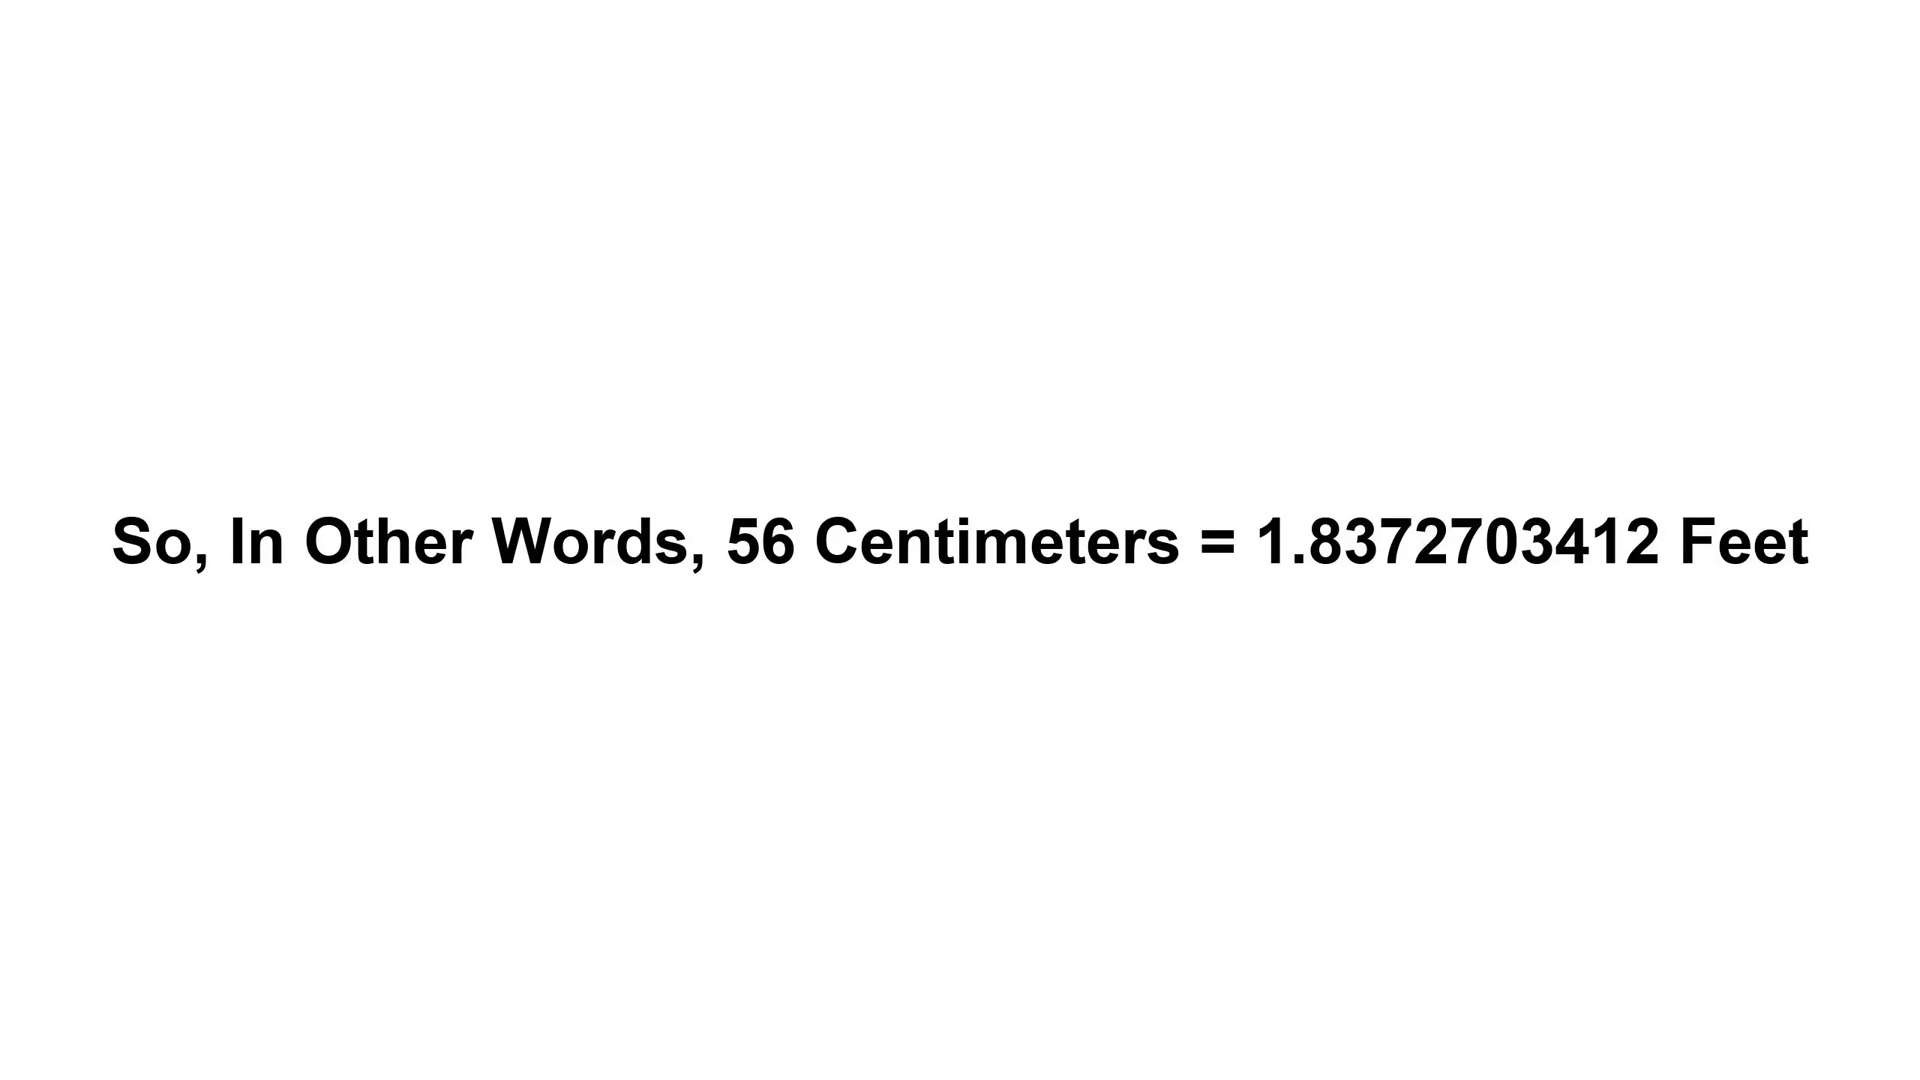 So, In Other Words, 56 Centimeters = 1.8372703412 Feet